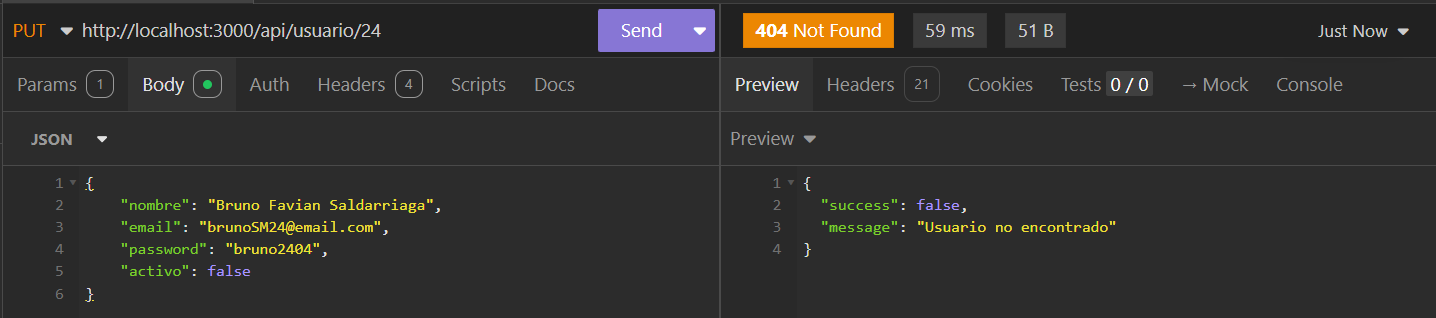 PUT http://localhost:3000/api/usuario/24 Send
404 Not Found 59 ms 51 B Just Now
Params 1 Body Auth Headers 4 Scripts Docs
Preview Headers 21 Cookies Tests 0 / 0 → Mock Console
JSON
Preview
1 {
2 "nombre": "Bruno Favian Saldarriaga",
3 "email": "brunoSM24@email.com",
4 "password": "bruno2404",
5 "activo": false
6 }
1 {
2 "success": false,
3 "message": "Usuario no encontrado"
4 }